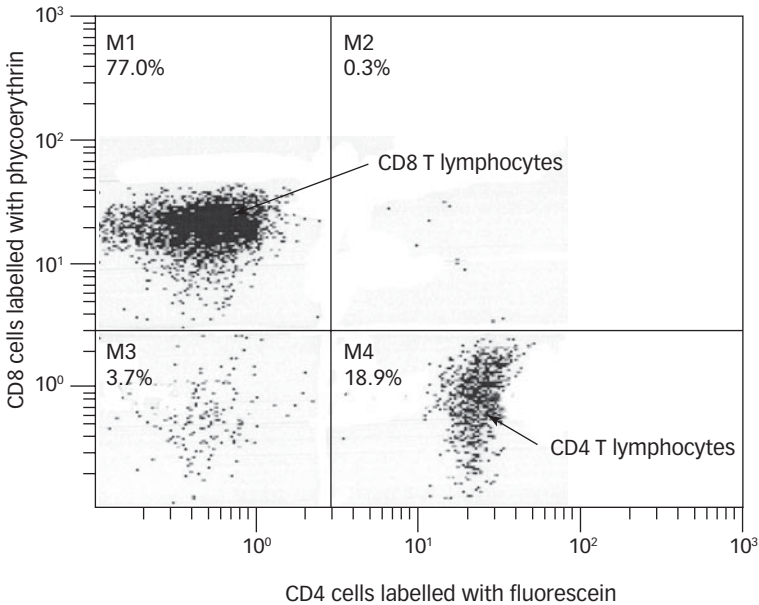 10³
M1
77.0%
M2
0.3%
10²
CD8 T lymphocytes
10¹
M3
3.7%
M4
18.9%
10⁰
CD4 T lymphocytes
10⁰
10¹
10²
10³
CD8 cells labelled with phycoerythrin
CD4 cells labelled with fluorescein